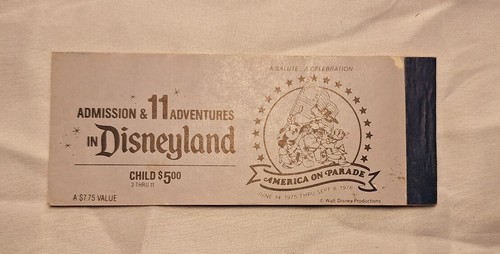 ADMISSION & 11 ADVENTURES
IN Disneyland
CHILD $5.00
3 THRU 11
A $7.75 VALUE
A SALUTE - A CELEBRATION
AMERICA ON PARADE
JUNE 14, 1975 THRU SEPT. 6, 1976
© Walt Disney Productions